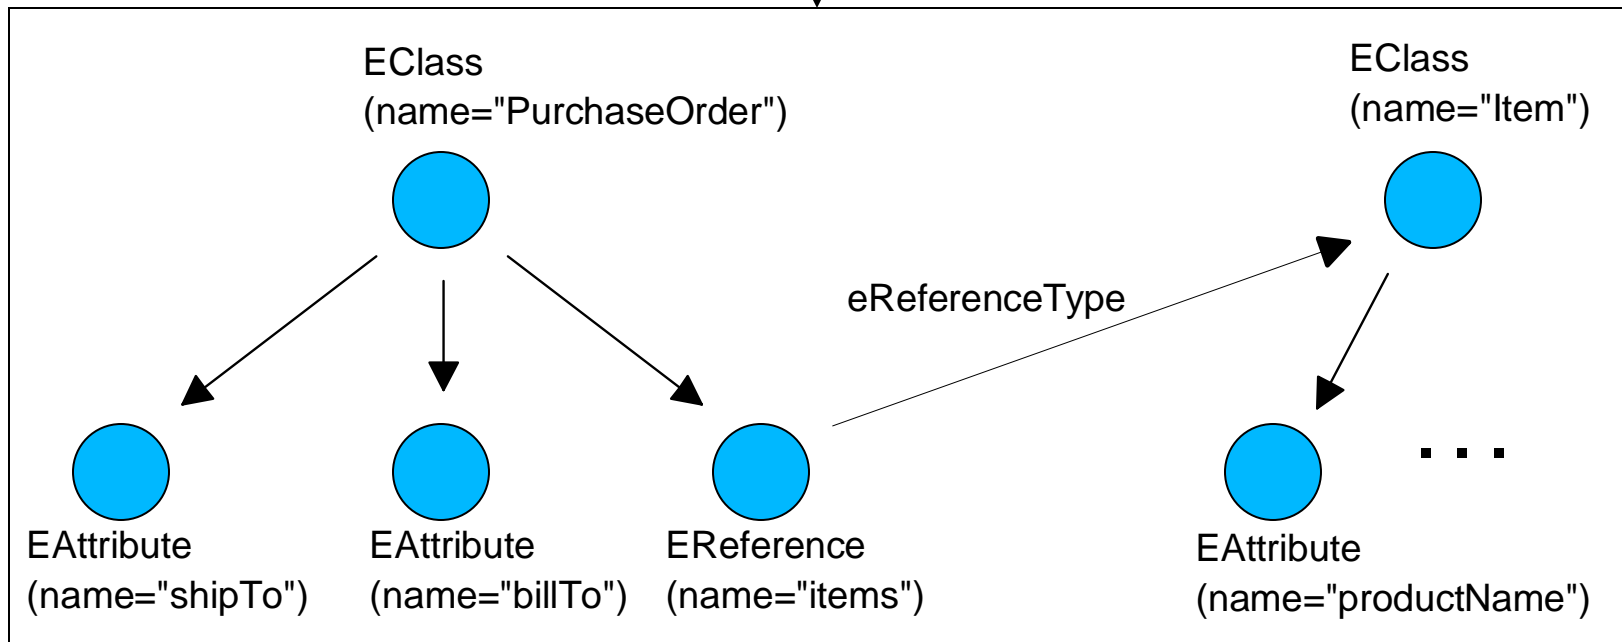 EClass
(name="PurchaseOrder")
EClass
(name="Item")
eReferenceType
EAttribute
(name="shipTo")
EAttribute
(name="billTo")
EReference
(name="items")
EAttribute
(name="productName")
. . .